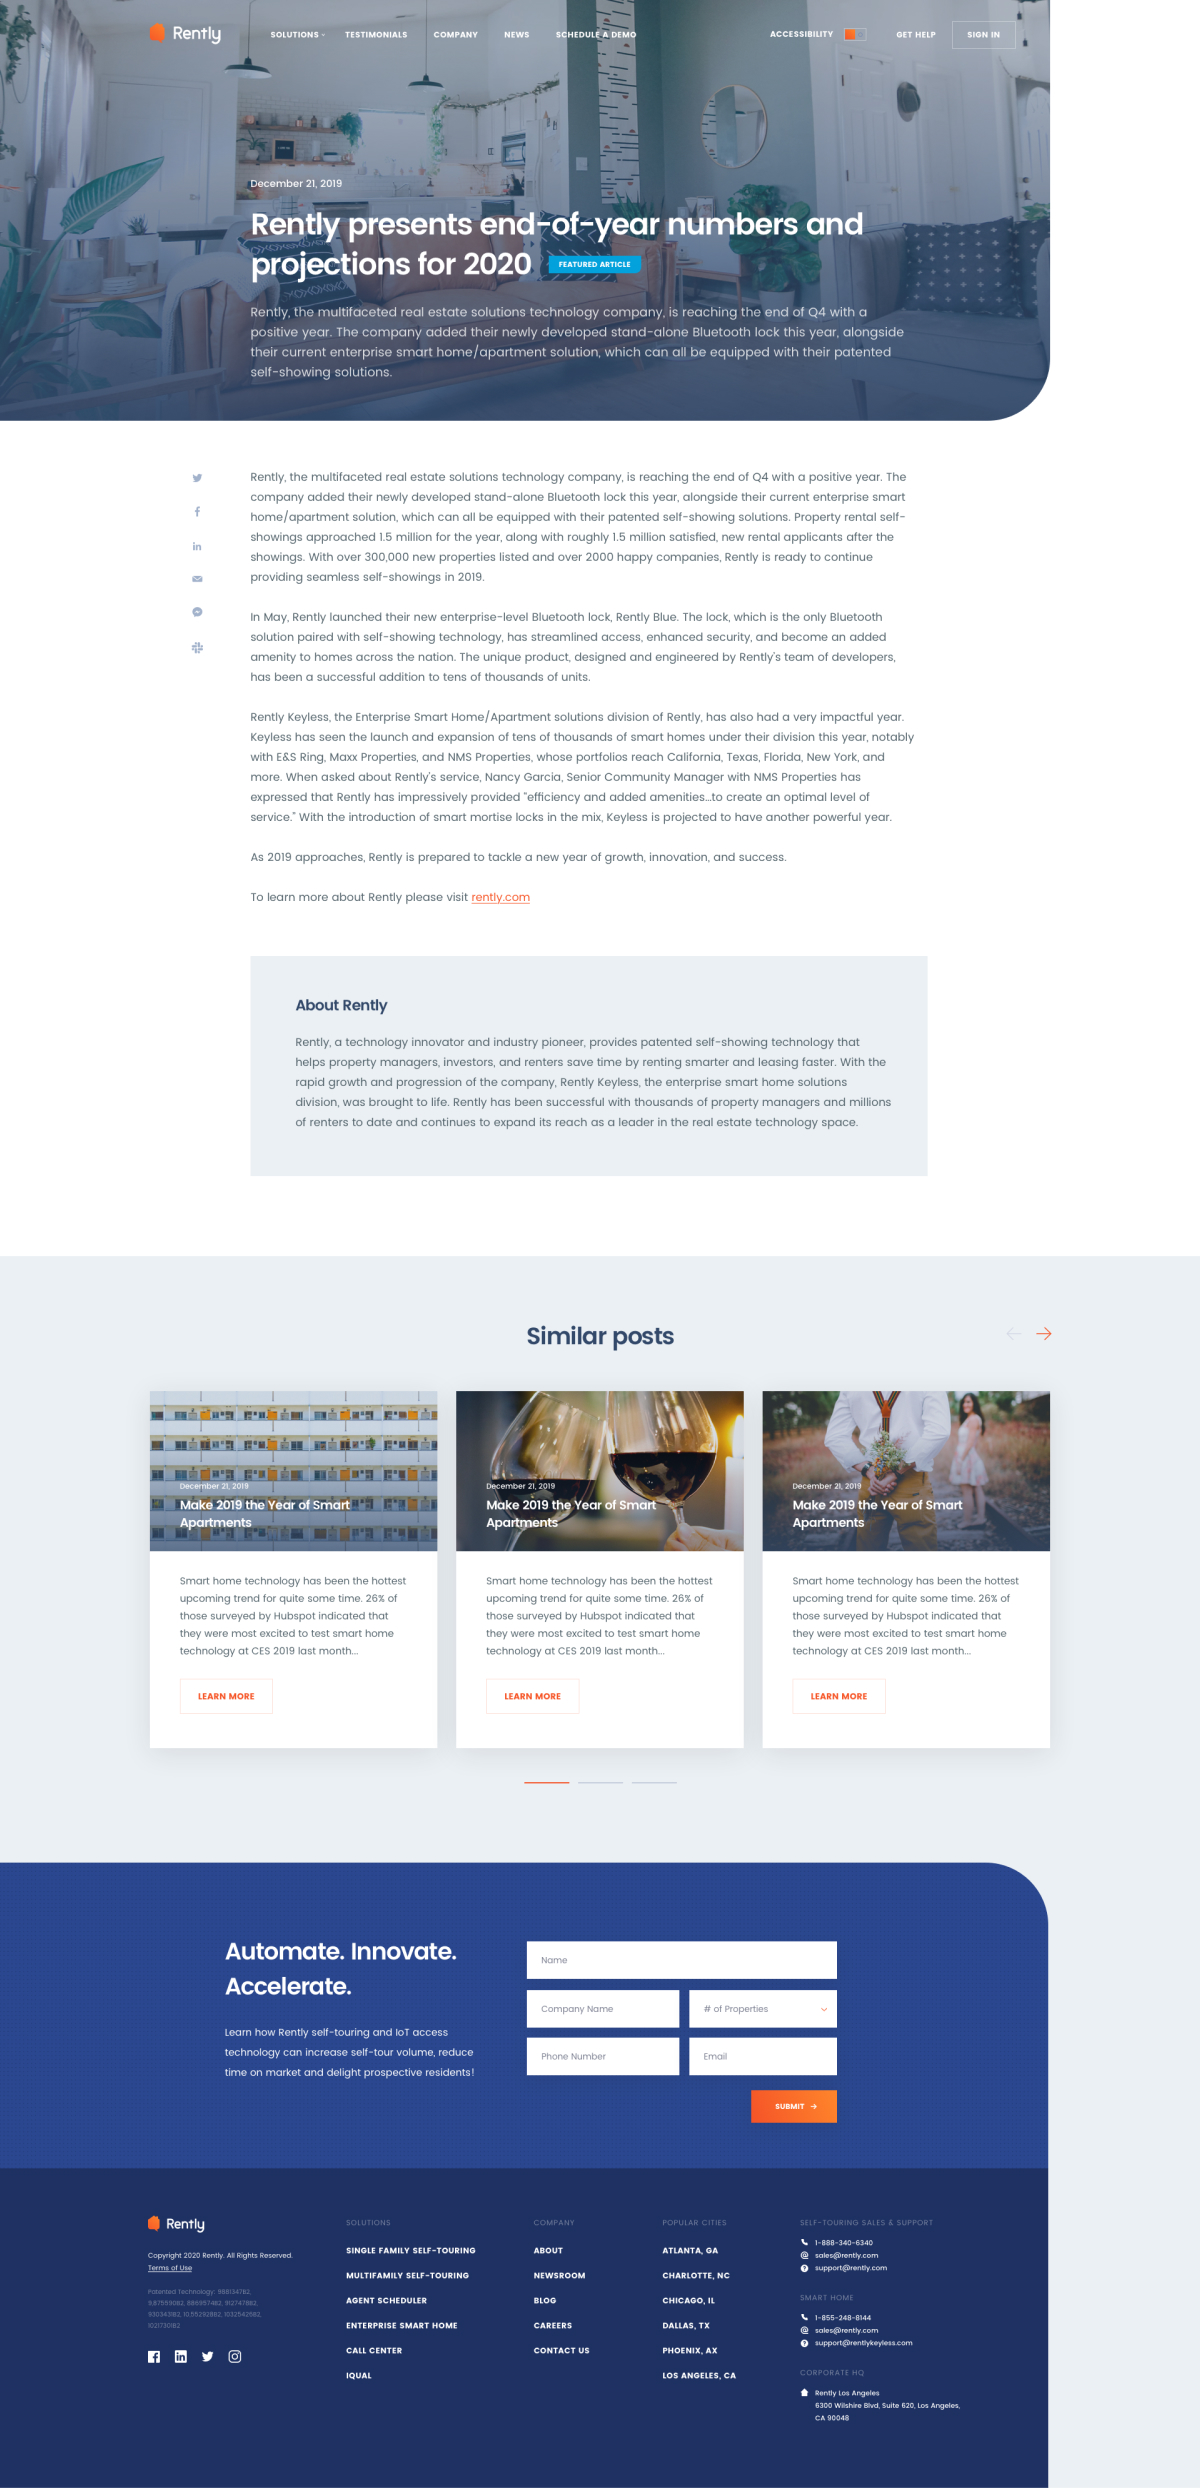 Rently
SOLUTIONS
TESTIMONIALS
COMPANY
NEWS
SCHEDULE A DEMO
ACCESSIBILITY
GET HELP
SIGN IN
December 21, 2019
Rently presents end-of-year numbers and
projections for 2020
FEATURED ARTICLE
Rently, the multifaceted real estate solutions technology company, is reaching the end of Q4 with a
positive year. The company added their newly developed stand-alone Bluetooth lock this year, alongside
their current enterprise smart home/apartment solution, which can all be equipped with their patented
self-showing solutions.
Rently, the multifaceted real estate solutions technology company, is reaching the end of Q4 with a positive year. The
company added their newly developed stand-alone Bluetooth lock this year, alongside their current enterprise smart
home/apartment solution, which can all be equipped with their patented self-showing solutions. Property rental self-
showings approached 1.5 million for the year, along with roughly 1.5 million satisfied, new rental applicants after the
showings. With over 300,000 new properties listed and over 2000 happy companies, Rently is ready to continue
providing seamless self-showings in 2019.
In May, Rently launched their new enterprise-level Bluetooth lock, Rently Blue. The lock, which is the only Bluetooth
solution paired with self-showing technology, has streamlined access, enhanced security, and become an added
amenity to homes across the nation. The unique product, designed and engineered by Rently's team of developers,
has been a successful addition to tens of thousands of units.
Rently Keyless, the Enterprise Smart Home/Apartment solutions division of Rently, has also had a very impactful year.
Keyless has seen the launch and expansion of tens of thousands of smart homes under their division this year, notably
with E&S Ring, Maxx Properties, and NMS Properties, whose portfolios reach California, Texas, Florida, New York, and
more. When asked about Rently's service, Nancy Garcia, Senior Community Manager with NMS Properties has
expressed that Rently has impressively provided "efficiency and added amenities...to create an optimal level of
service." With the introduction of smart mortise locks in the mix, Keyless is projected to have another powerful year.
As 2019 approaches, Rently is prepared to tackle a new year of growth, innovation, and success.
To learn more about Rently please visit rently.com
About Rently
Rently, a technology innovator and industry pioneer, provides patented self-showing technology that
helps property managers, investors, and renters save time by renting smarter and leasing faster. With the
rapid growth and progression of the company, Rently Keyless, the enterprise smart home solutions
division, was brought to life. Rently has been successful with thousands of property managers and millions
of renters to date and continues to expand its reach as a leader in the real estate technology space.
Similar posts
December 21, 2019
Make 2019 the Year of Smart
Apartments
Smart home technology has been the hottest
upcoming trend for quite some time. 26% of
those surveyed by Hubspot indicated that
they were most excited to test smart home
technology at CES 2019 last month...
LEARN MORE
December 21, 2019
Make 2019 the Year of Smart
Apartments
Smart home technology has been the hottest
upcoming trend for quite some time. 26% of
those surveyed by Hubspot indicated that
they were most excited to test smart home
technology at CES 2019 last month...
LEARN MORE
December 21, 2019
Make 2019 the Year of Smart
Apartments
Smart home technology has been the hottest
upcoming trend for quite some time. 26% of
those surveyed by Hubspot indicated that
they were most excited to test smart home
technology at CES 2019 last month...
LEARN MORE
Automate. Innovate.
Accelerate.
Learn how Rently self-touring and IoT access
technology can increase self-tour volume, reduce
time on market and delight prospective residents!
Name
Company Name
# of Properties
Phone Number
Email
SUBMIT
Rently
Copyright 2020 Rently. All Rights Reserved.
Terms of Use
Patented Technology:
SOLUTIONS
SINGLE FAMILY SELF-TOURING
MULTIFAMILY SELF-TOURING
AGENT SCHEDULER
ENTERPRISE SMART HOME
CALL CENTER
IQUAL
COMPANY
ABOUT
NEWSROOM
BLOG
CAREERS
CONTACT US
POPULAR CITIES
ATLANTA, GA
CHARLOTTE, NC
CHICAGO, IL
DALLAS, TX
PHOENIX, AX
LOS ANGELES, CA
SELF-TOURING SALES & SUPPORT
1-888-340-6340
sales@rently.com
support@rently.com
SMART HOME
1-855-248-8144
sales@rently.com
support@rentlykeyless.com
CORPORATE HQ
Rently Los Angeles
6300 Wilshire Blvd, Suite 620, Los Angeles,
CA 90048